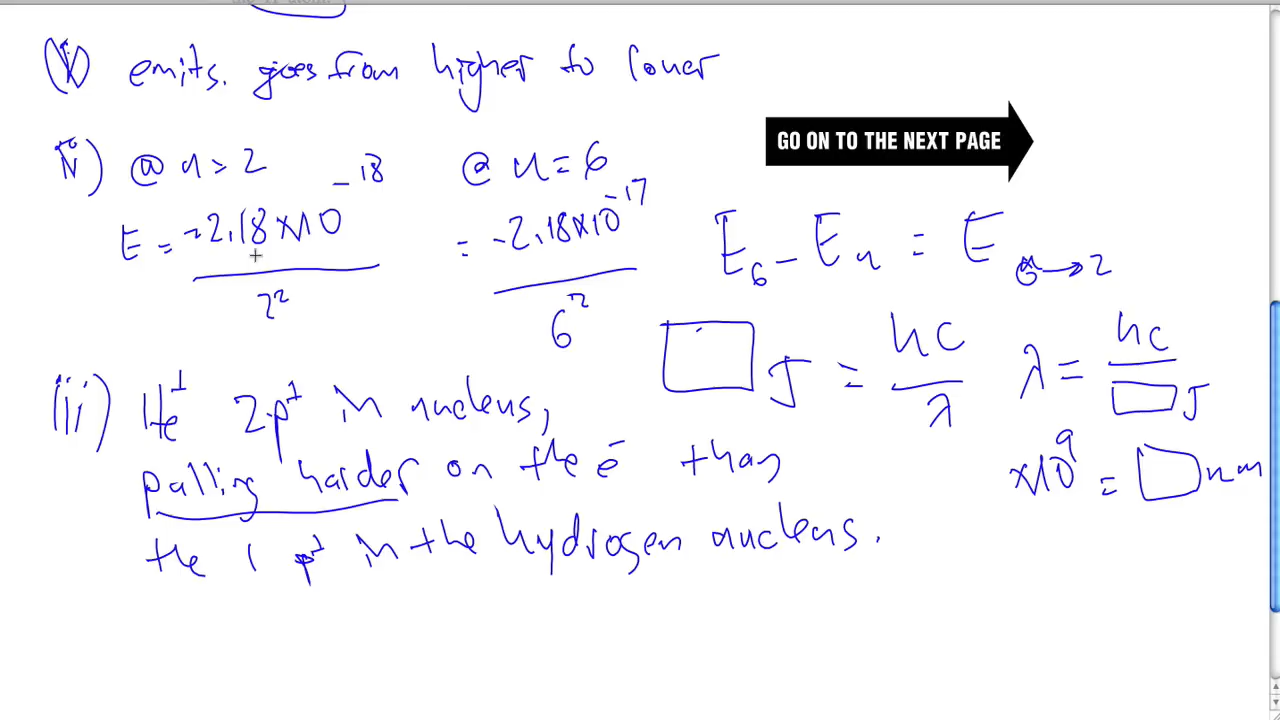 emits. goes from higher to lower
GO ON TO THE NEXT PAGE
iv) @ n = 2 @ n = 6
E = -2.18×10^-18 / 2^2 = -2.18×10^-17 / 6^2
E6 - En = E 6→2
□ J = hc / λ
λ = hc / □ J
×10^9 = □ nm
(ii) He+ 2p+ in nucleus,
pulling harder on the e- than
the 1 p+ in the hydrogen nucleus.